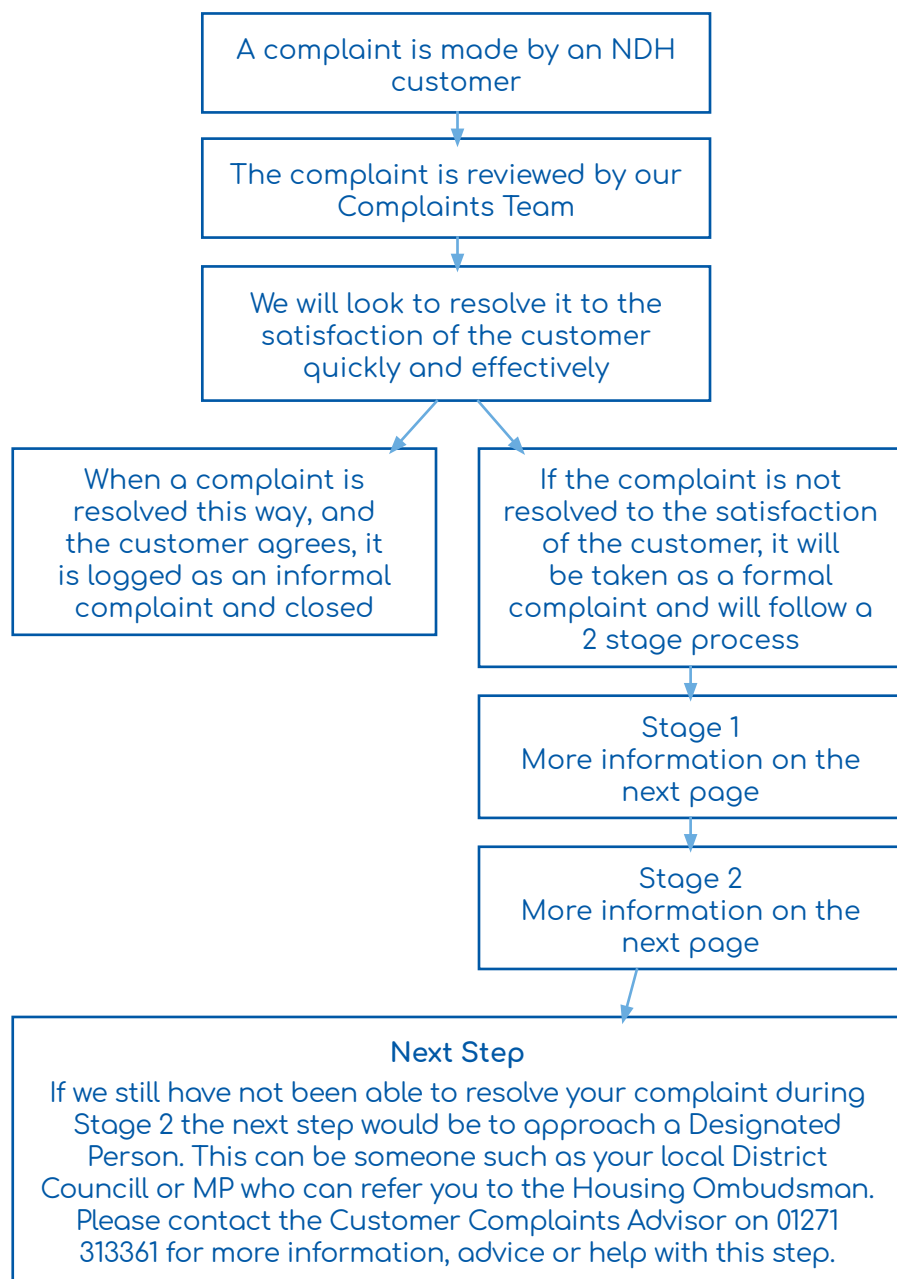 A complaint is made by an NDH
customer
The complaint is reviewed by our
Complaints Team
We will look to resolve it to the
satisfaction of the customer
quickly and effectively
When a complaint is
resolved this way, and
the customer agrees, it
is logged as an informal
complaint and closed
If the complaint is not
resolved to the satisfaction
of the customer, it will
be taken as a formal
complaint and will follow a
2 stage process
Stage 1
More information on the
next page
Stage 2
More information on the
next page
Next Step
If we still have not been able to resolve your complaint during
Stage 2 the next step would be to approach a Designated
Person. This can be someone such as your local District
Councill or MP who can refer you to the Housing Ombudsman.
Please contact the Customer Complaints Advisor on 01271
313361 for more information, advice or help with this step.